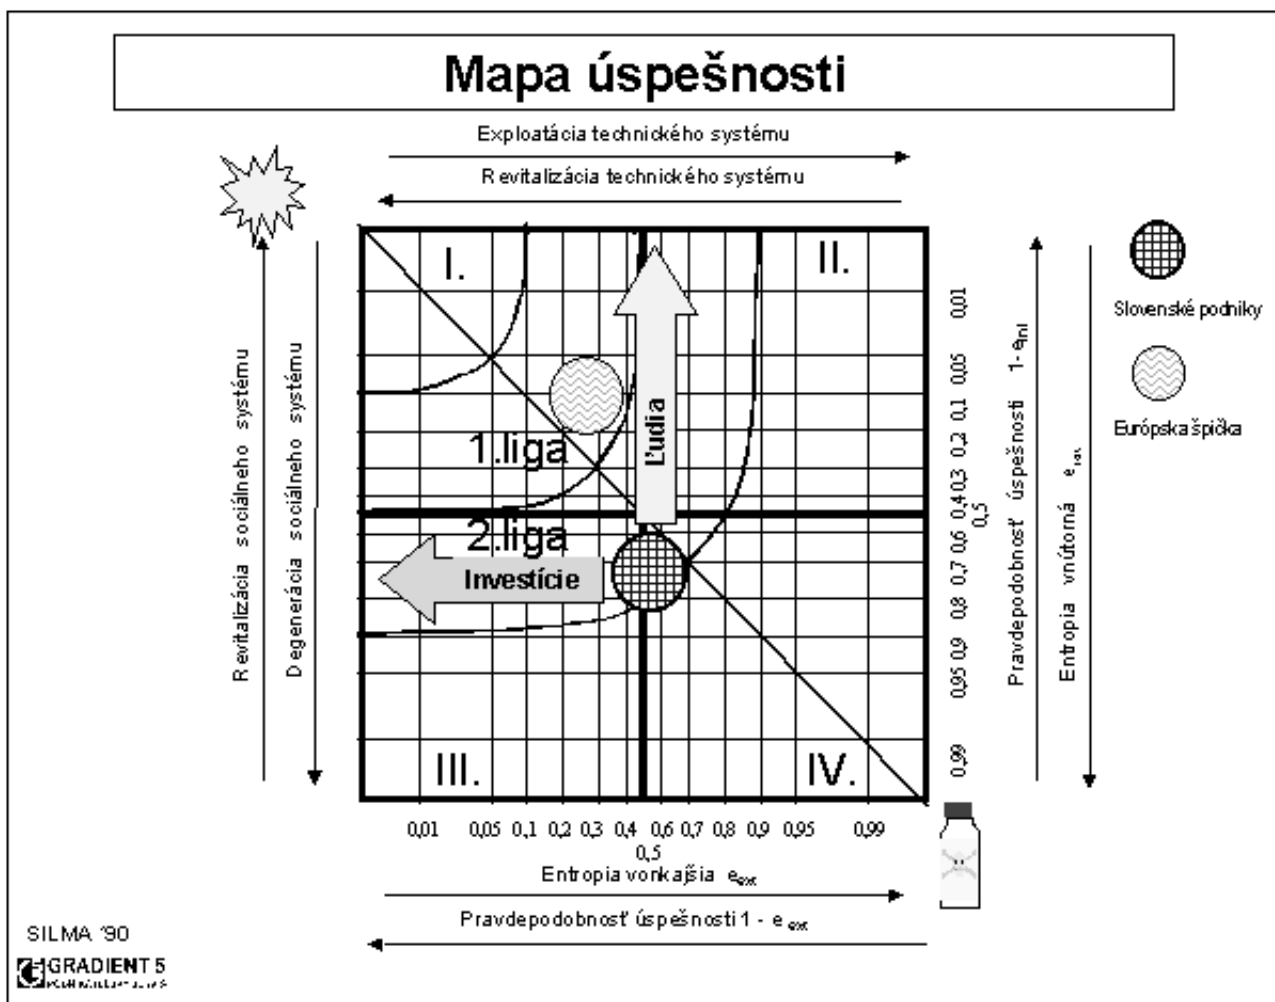 Mapa úspešnosti
Exploatácia technického systému
Revitalizácia technického systému
Revitalizácia sociálneho systému
Degenerácia sociálneho systému
I.
II.
1.liga
2.liga
Ľudia
Investície
III.
IV.
0,01
0,05
0,1
0,2
0,3
0,4
0,5
0,6
0,7
0,8
0,9
0,95
0,99
Pravdepodobnosť úspešnosti 1- e
Entropia vnútorná e
Slovenské podniky
Európska špička
0,01 0,05 0,1 0,2 0,3 0,4 0,6 0,7 0,8 0,9 0,95 0,99
0,5
Entropia vonkajšia e ext
Pravdepodobnosť úspešnosti 1 - e ext
SILMA '90
GRADIENT 5